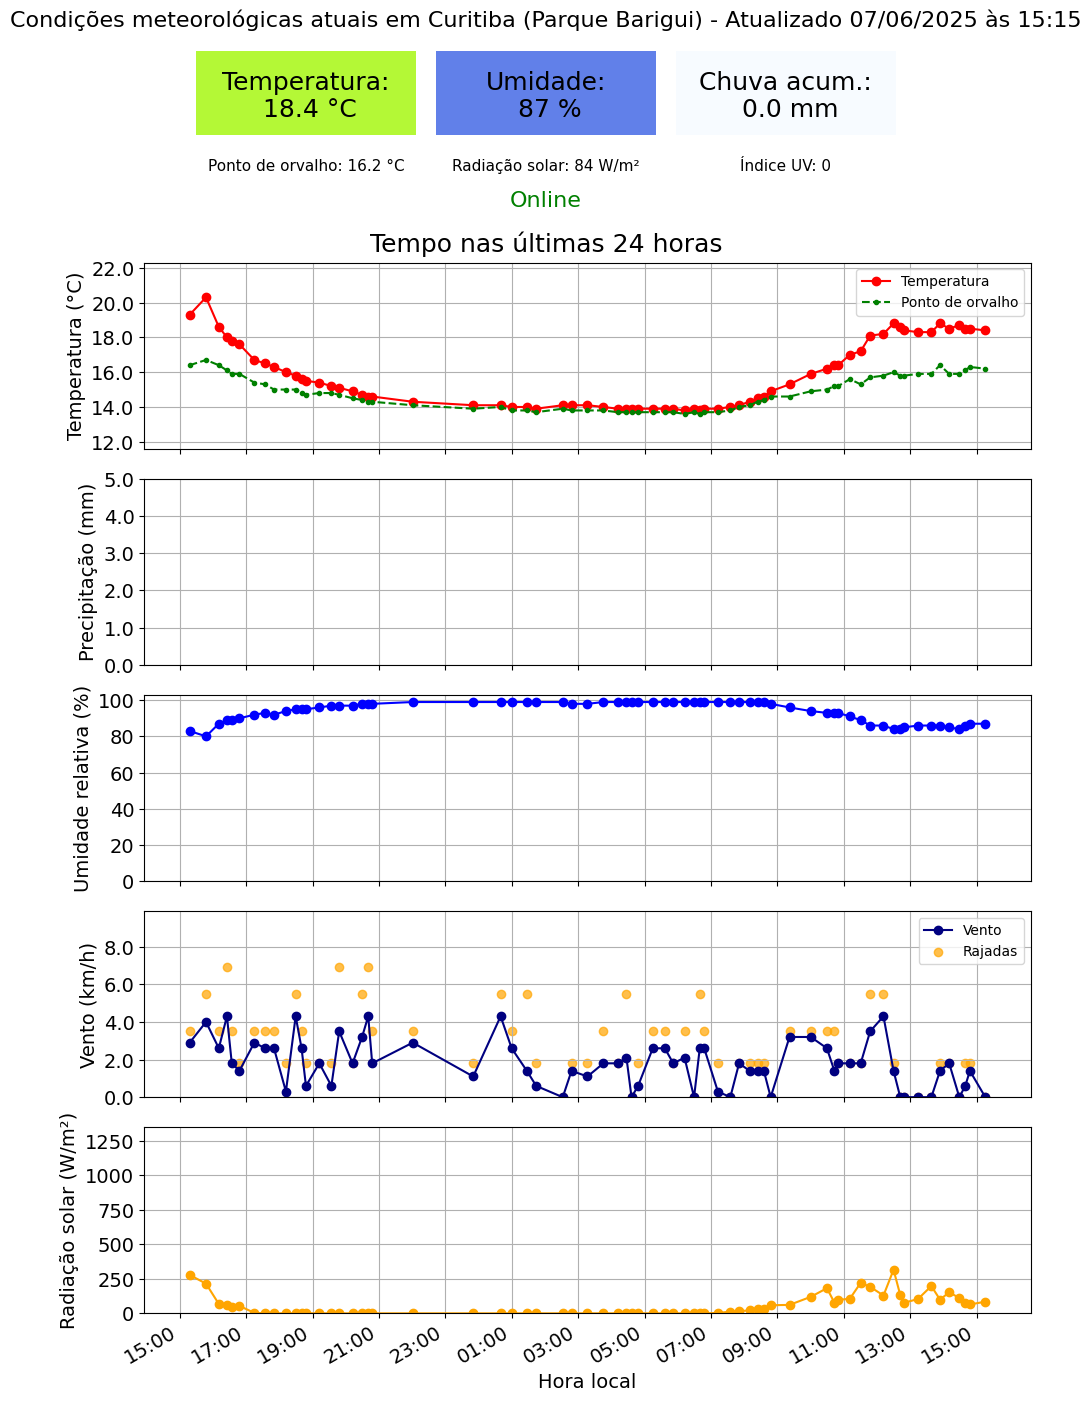 Condições meteorológicas atuais em Curitiba (Parque Barigui) - Atualizado 07/06/2025 às 15:15
Temperatura:
18.4 °C
Umidade:
87 %
Chuva acum.:
0.0 mm
Ponto de orvalho: 16.2 °C
Radiação solar: 84 W/m²
Índice UV: 0
Online
Tempo nas últimas 24 horas
Temperatura (°C)
22.0
20.0
18.0
16.0
14.0
12.0
Temperatura
Ponto de orvalho
Precipitação (mm)
5.0
4.0
3.0
2.0
1.0
0.0
Umidade relativa (%)
100
80
60
40
20
0
Vento (km/h)
8.0
6.0
4.0
2.0
0.0
Vento
Rajadas
Radiação solar (W/m²)
1250
1000
750
500
250
0
15:00
17:00
19:00
21:00
23:00
01:00
03:00
05:00
07:00
09:00
11:00
13:00
15:00
Hora local